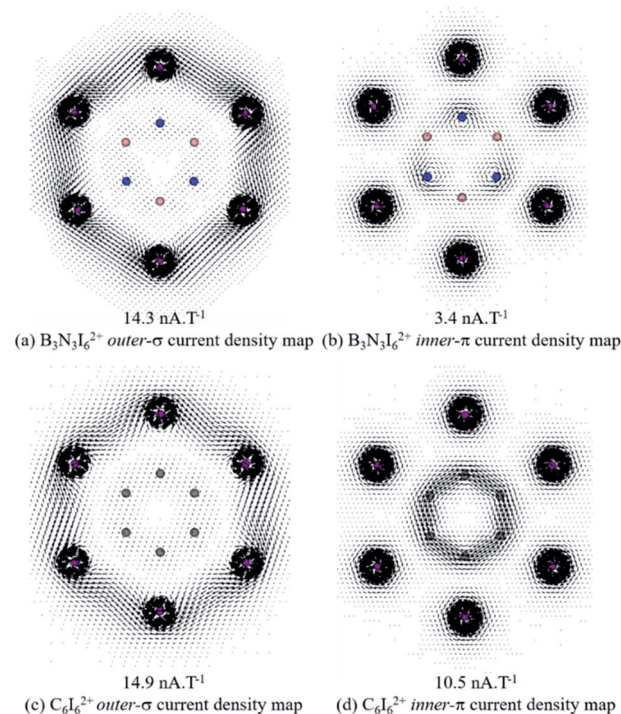 14.3 nA.T⁻¹
3.4 nA.T⁻¹
(a) B₃N₃I₆²⁺ outer-σ current density map
(b) B₃N₃I₆²⁺ inner-π current density map
14.9 nA.T⁻¹
10.5 nA.T⁻¹
(c) C₆I₆²⁺ outer-σ current density map
(d) C₆I₆²⁺ inner-π current density map